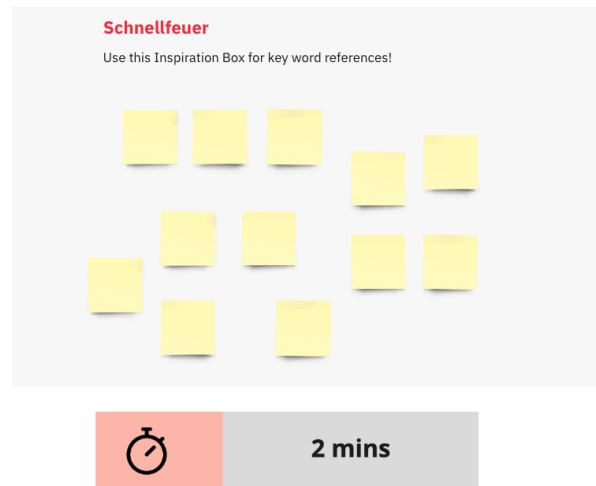 Schnellfeuer
Use this Inspiration Box for key word references!
2 mins